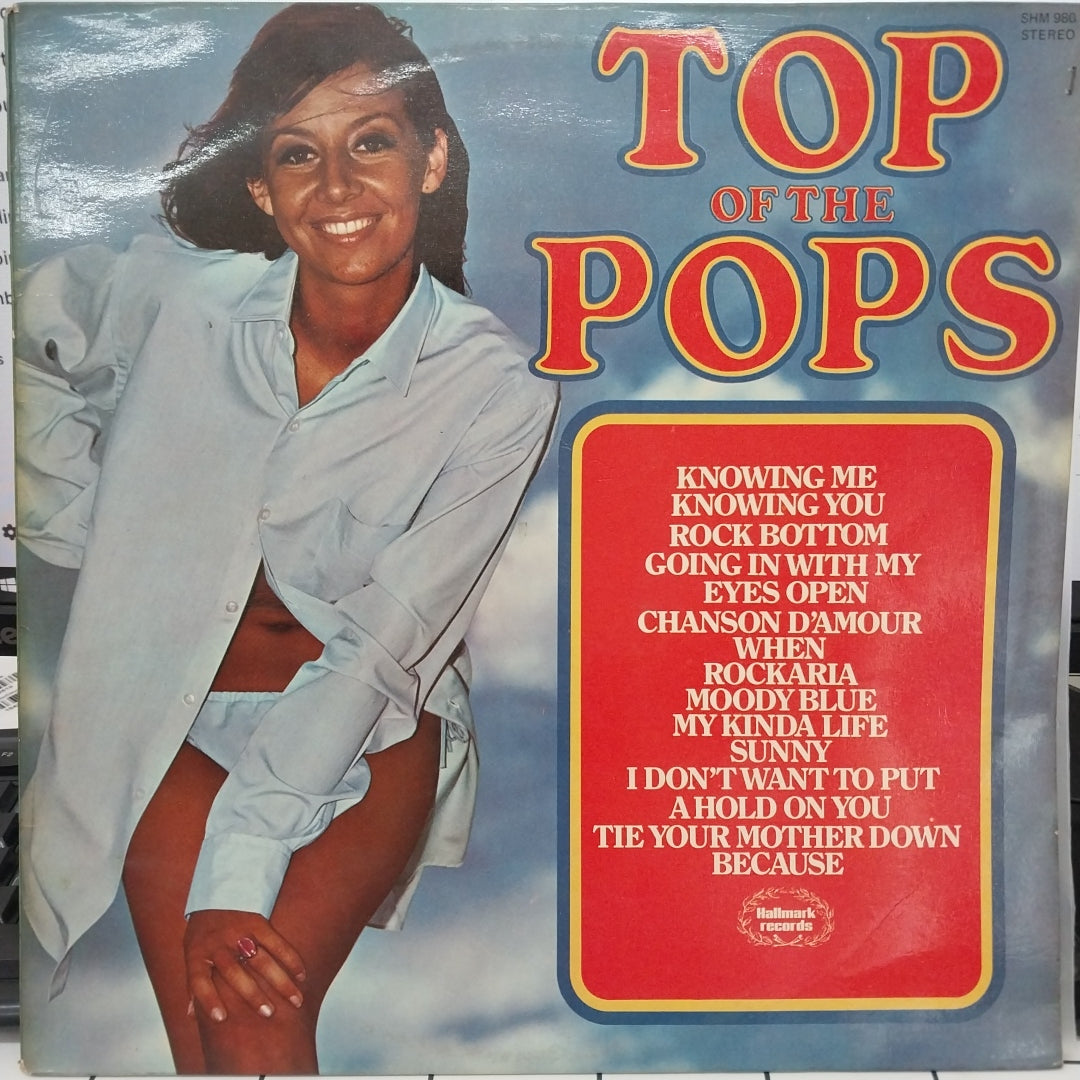 SHM 980
STEREO
TOP
OF THE
POPS
KNOWING ME
KNOWING YOU
ROCK BOTTOM
GOING IN WITH MY
EYES OPEN
CHANSON D'AMOUR
WHEN
ROCKARIA
MOODY BLUE
MY KINDA LIFE
SUNNY
I DON'T WANT TO PUT
A HOLD ON YOU
TIE YOUR MOTHER DOWN
BECAUSE
Hallmark
records
F2